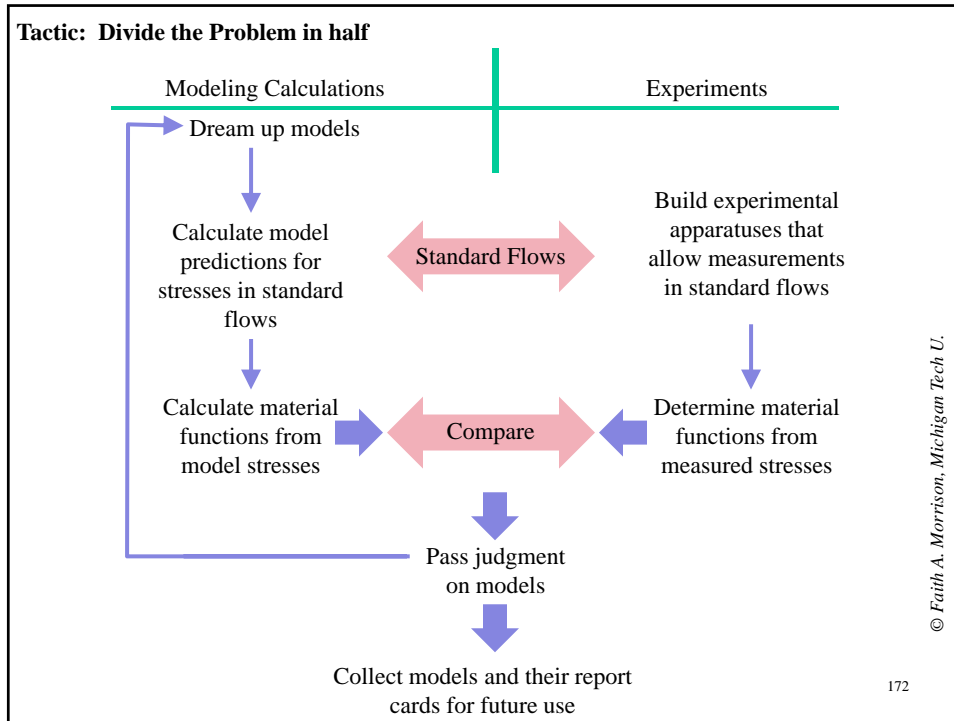 Tactic: Divide the Problem in half
Modeling Calculations
Experiments
Dream up models
Calculate model
predictions for
stresses in standard
flows
Standard Flows
Build experimental
apparatuses that
allow measurements
in standard flows
Calculate material
functions from
model stresses
Compare
Determine material
functions from
measured stresses
Pass judgment
on models
Collect models and their report
cards for future use
© Faith A. Morrison, Michigan Tech U.
172